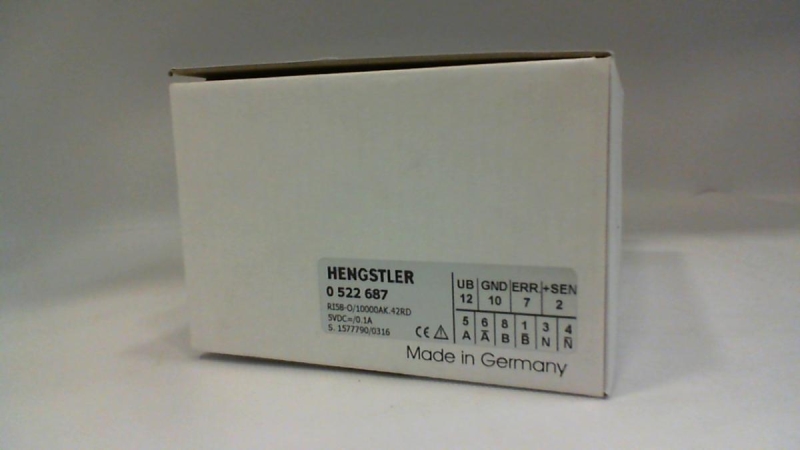 HENGSTLER
0 522 687
RI58-O/10000AK.42RD
5VDC=/0.1A
S. 1577790/0316
CE
UB GND ERR. +SEN
12 10 7 2
5 6 8 1 3 4
A A̅ B B̅ N N̅
Made in Germany